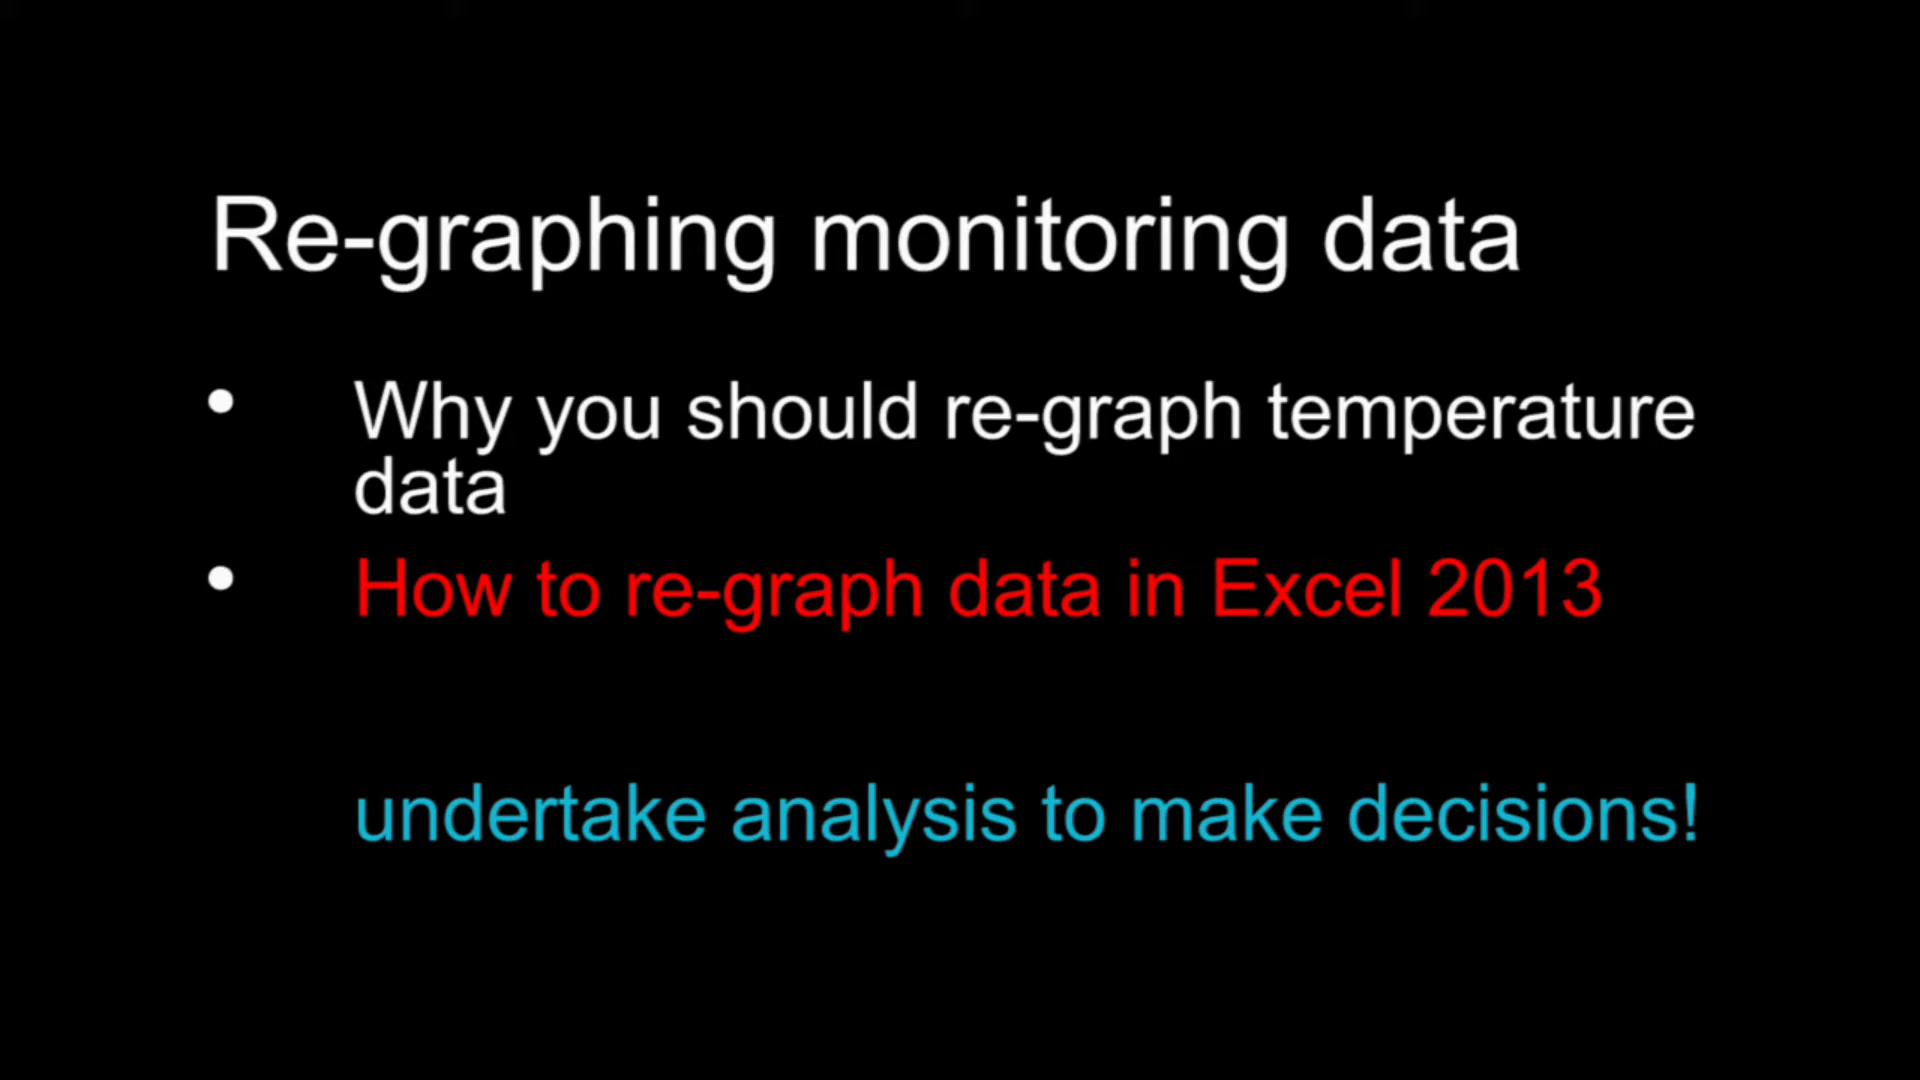 Re-graphing monitoring data
• Why you should re-graph temperature
data
• How to re-graph data in Excel 2013
undertake analysis to make decisions!